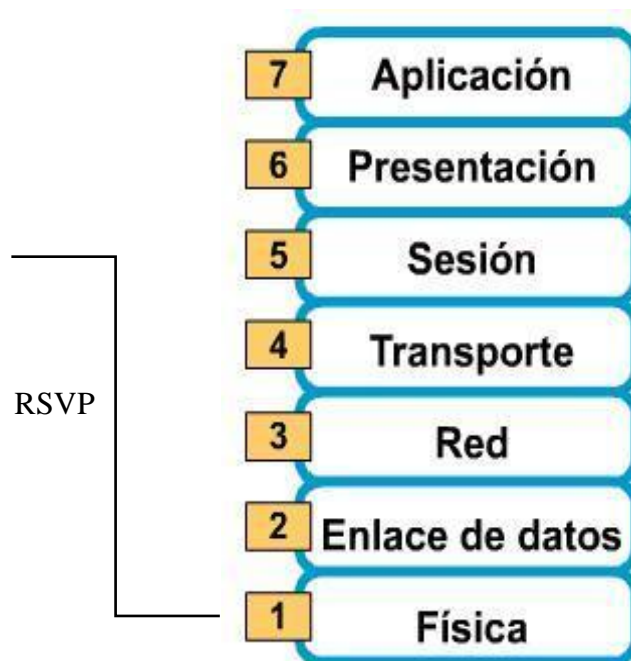 7 Aplicación
6 Presentación
5 Sesión
4 Transporte
RSVP
3 Red
2 Enlace de datos
1 Física